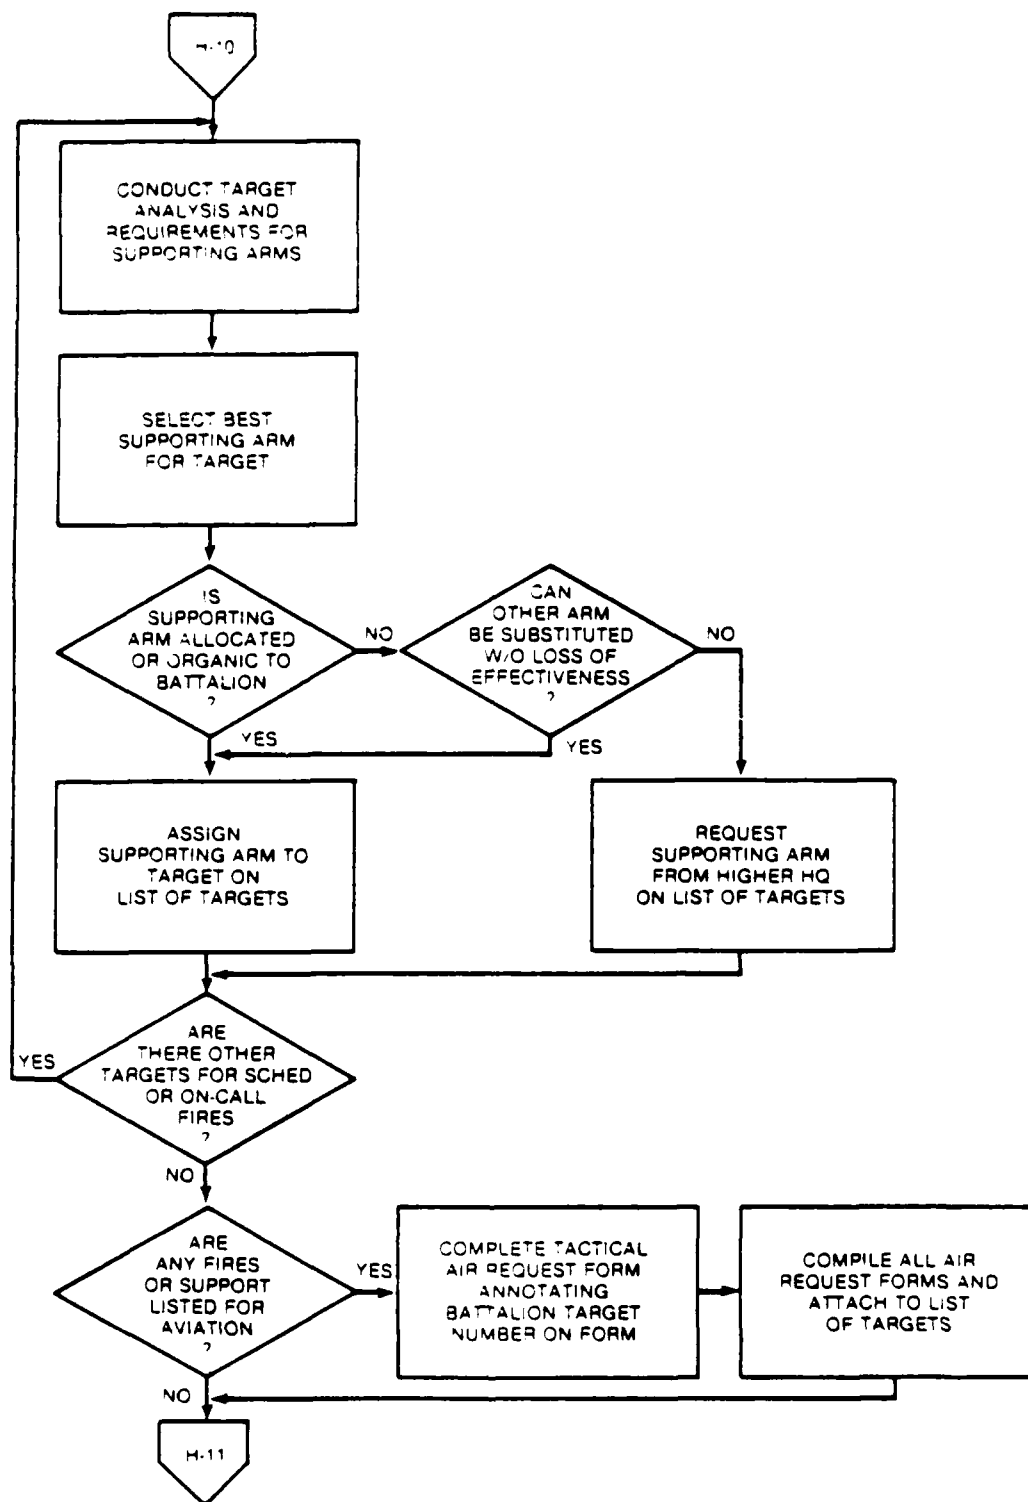 H-10
CONDUCT TARGET
ANALYSIS AND
REQUIREMENTS FOR
SUPPORTING ARMS
SELECT BEST
SUPPORTING ARM
FOR TARGET
IS
SUPPORTING
ARM ALLOCATED
OR ORGANIC TO
BATTALION
?
NO
YES
CAN
OTHER ARM
BE SUBSTITUTED
W/O LOSS OF
EFFECTIVENESS
?
NO
YES
ASSIGN
SUPPORTING ARM TO
TARGET ON
LIST OF TARGETS
REQUEST
SUPPORTING ARM
FROM HIGHER HQ
ON LIST OF TARGETS
ARE
THERE OTHER
TARGETS FOR SCHED
OR ON-CALL
FIRES
?
YES
NO
ARE
ANY FIRES
OR SUPPORT
LISTED FOR
AVIATION
?
YES
NO
COMPLETE TACTICAL
AIR REQUEST FORM
ANNOTATING
BATTALION TARGET
NUMBER ON FORM
COMPILE ALL AIR
REQUEST FORMS AND
ATTACH TO LIST
OF TARGETS
H-11